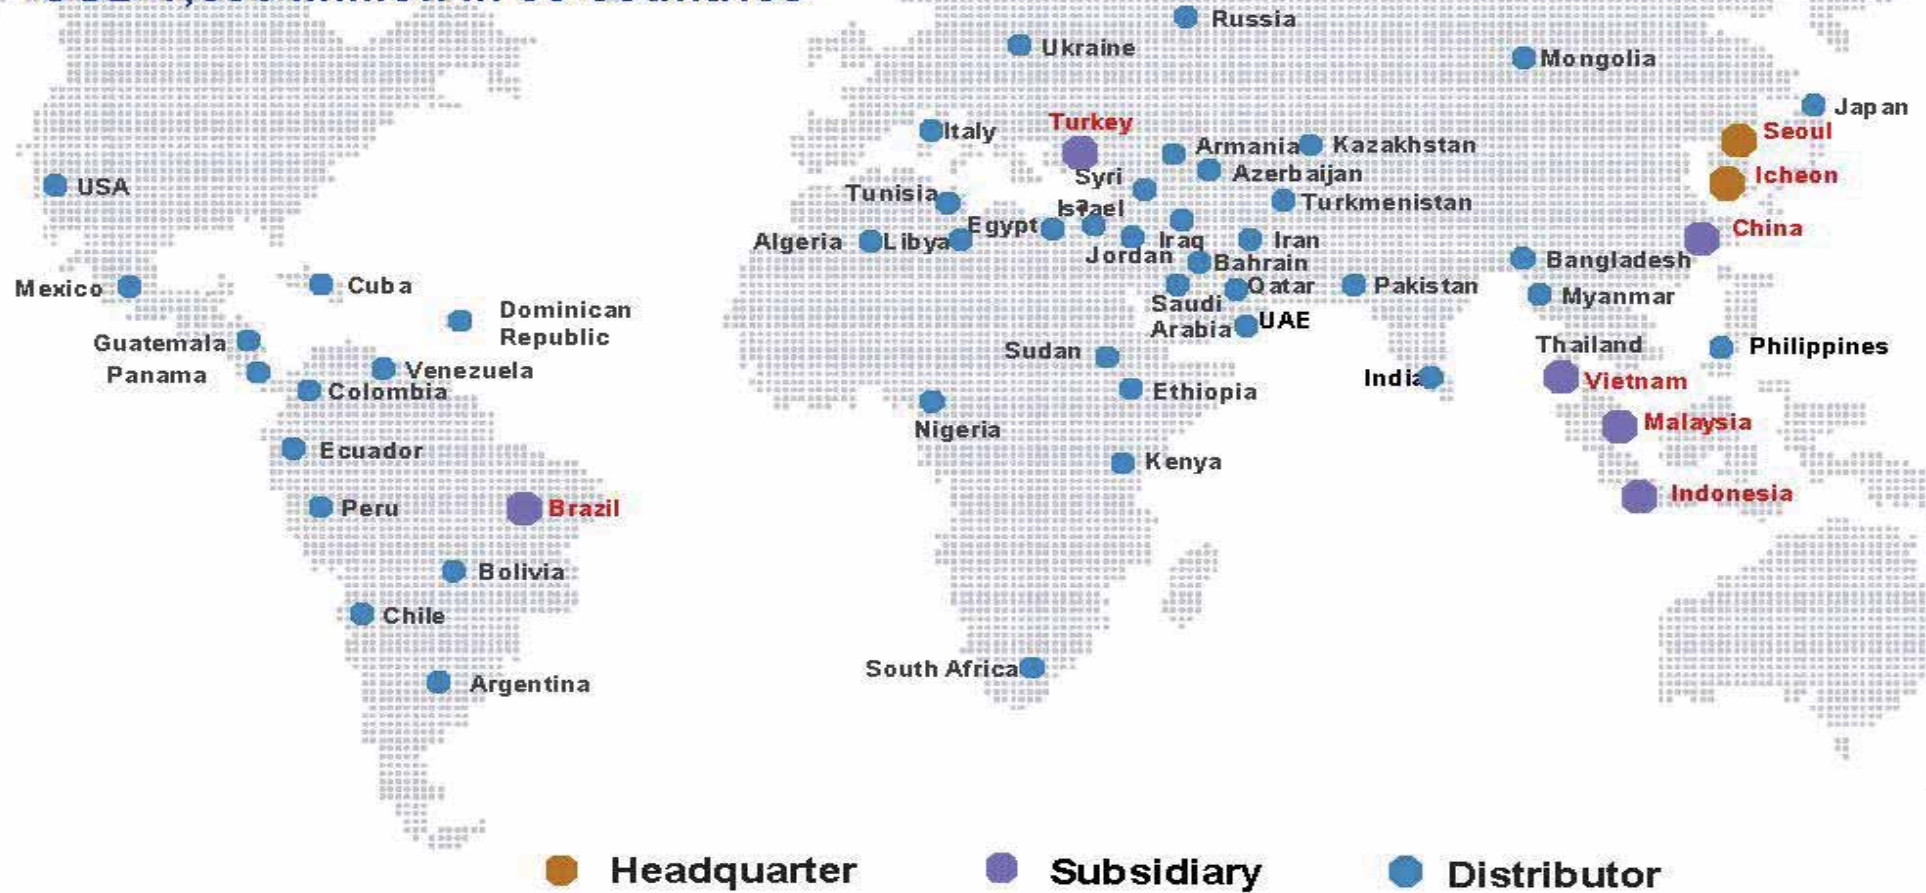 Russia
Ukraine
Mongolia
Japan
Italy
Turkey
Seoul
Armania
Kazakhstan
Azerbaijan
Syri
Icheon
USA
Tunisia
Turkmenistan
Egypt
China
Algeria
Libya
Iraq
Iran
Jordan
Bahrain
Bangladesh
Mexico
Cuba
Qatar
Pakistan
Myanmar
Saudi
Arabia
Dominican
Republic
UAE
Guatemala
Sudan
Thailand
Philippines
Panama
Venezuela
India
Vietnam
Colombia
Ethiopia
Nigeria
Malaysia
Ecuador
Kenya
Indonesia
Peru
Brazil
Bolivia
Chile
South Africa
Argentina
Headquarter
Subsidiary
Distributor